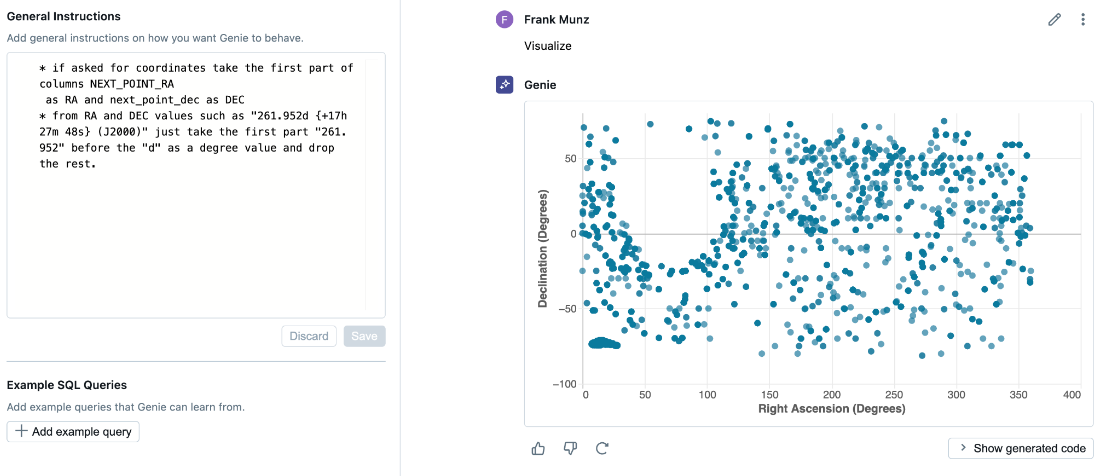 General Instructions
Add general instructions on how you want Genie to behave.
* if asked for coordinates take the first part of
columns NEXT_POINT_RA
as RA and next_point_dec as DEC
* from RA and DEC values such as "261.952d {+17h
27m 48s} (J2000)" just take the first part "261.
952" before the "d" as a degree value and drop
the rest.
Discard
Save
Example SQL Queries
Add example queries that Genie can learn from.
Add example query
F
Frank Munz
Visualize
Genie
Declination (Degrees)
50
0
−50
−100
0
50
100
150
200
250
300
350
400
Right Ascension (Degrees)
Show generated code